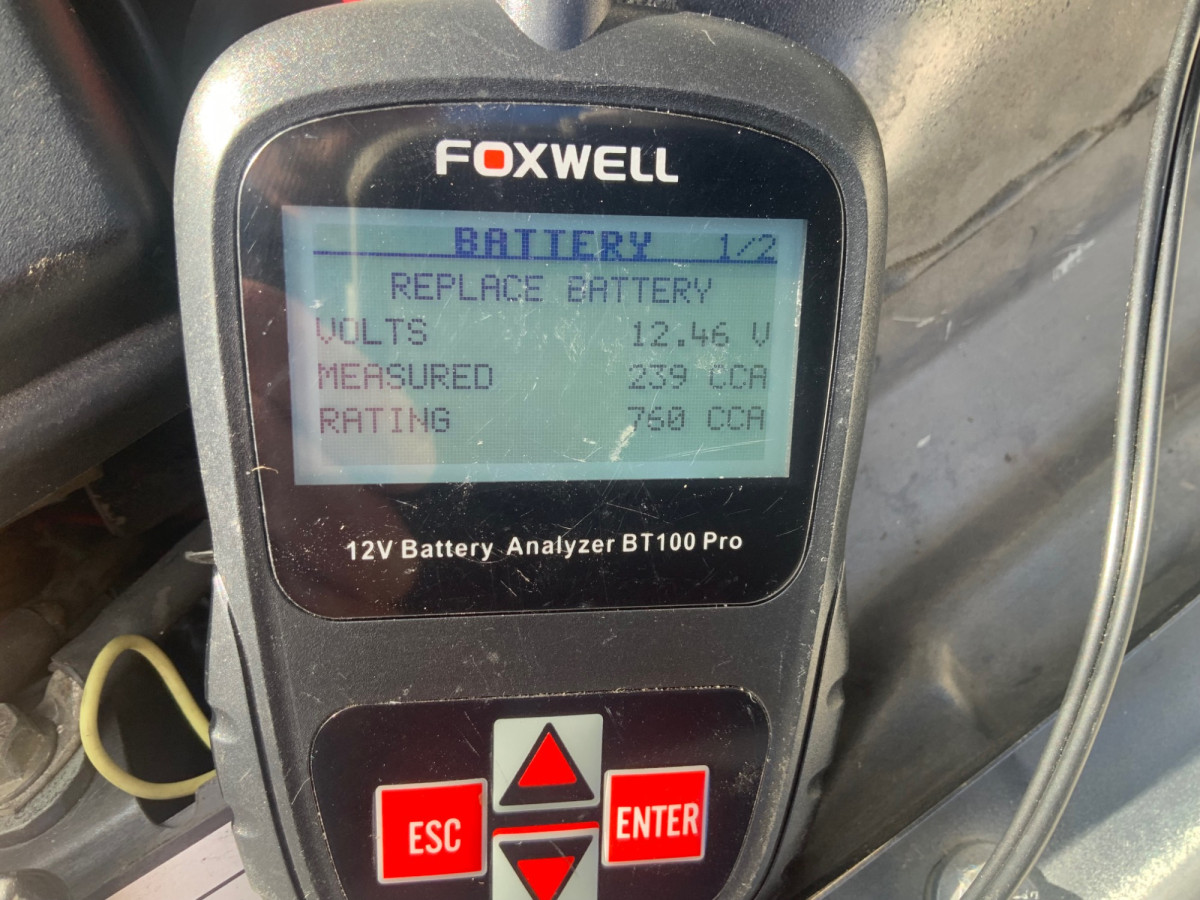 FOXWELL
BATTERY 1/2
REPLACE BATTERY
VOLTS 12.46 V
MEASURED 239 CCA
RATING 760 CCA
12V Battery Analyzer BT100 Pro
ESC
ENTER